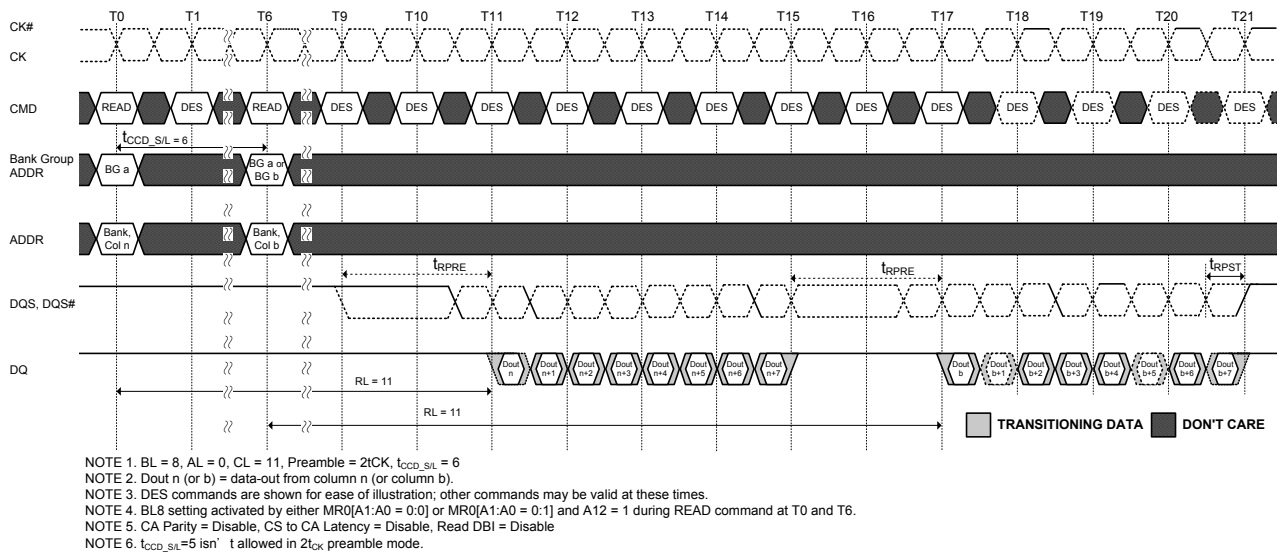 T0 T1 T6 T9 T10 T11 T12 T13 T14 T15 T16 T17 T18 T19 T20 T21
CK#
CK
CMD READ DES READ DES DES DES DES DES DES DES DES DES DES DES DES DES
tCCD_S/L = 6
Bank Group
ADDR
BG a
BG a or
BG b
ADDR
Bank,
Col n
Bank,
Col b
tRPRE tRPRE tRPST
DQS, DQS#
DQ
Dout
n
Dout
n+1
Dout
n+2
Dout
n+3
Dout
n+4
Dout
n+5
Dout
n+6
Dout
n+7
Dout
b
Dout
b+1
Dout
b+2
Dout
b+3
Dout
b+4
Dout
b+5
Dout
b+6
Dout
b+7
RL = 11
RL = 11
TRANSITIONING DATA DON'T CARE
NOTE 1. BL = 8, AL = 0, CL = 11, Preamble = 2tCK, tCCD_S/L = 6
NOTE 2. Dout n (or b) = data-out from column n (or column b).
NOTE 3. DES commands are shown for ease of illustration; other commands may be valid at these times.
NOTE 4. BL8 setting activated by either MR0[A1:A0 = 0:0] or MR0[A1:A0 = 0:1] and A12 = 1 during READ command at T0 and T6.
NOTE 5. CA Parity = Disable, CS to CA Latency = Disable, Read DBI = Disable
NOTE 6. tCCD_S/L=5 isn' t allowed in 2tCK preamble mode.